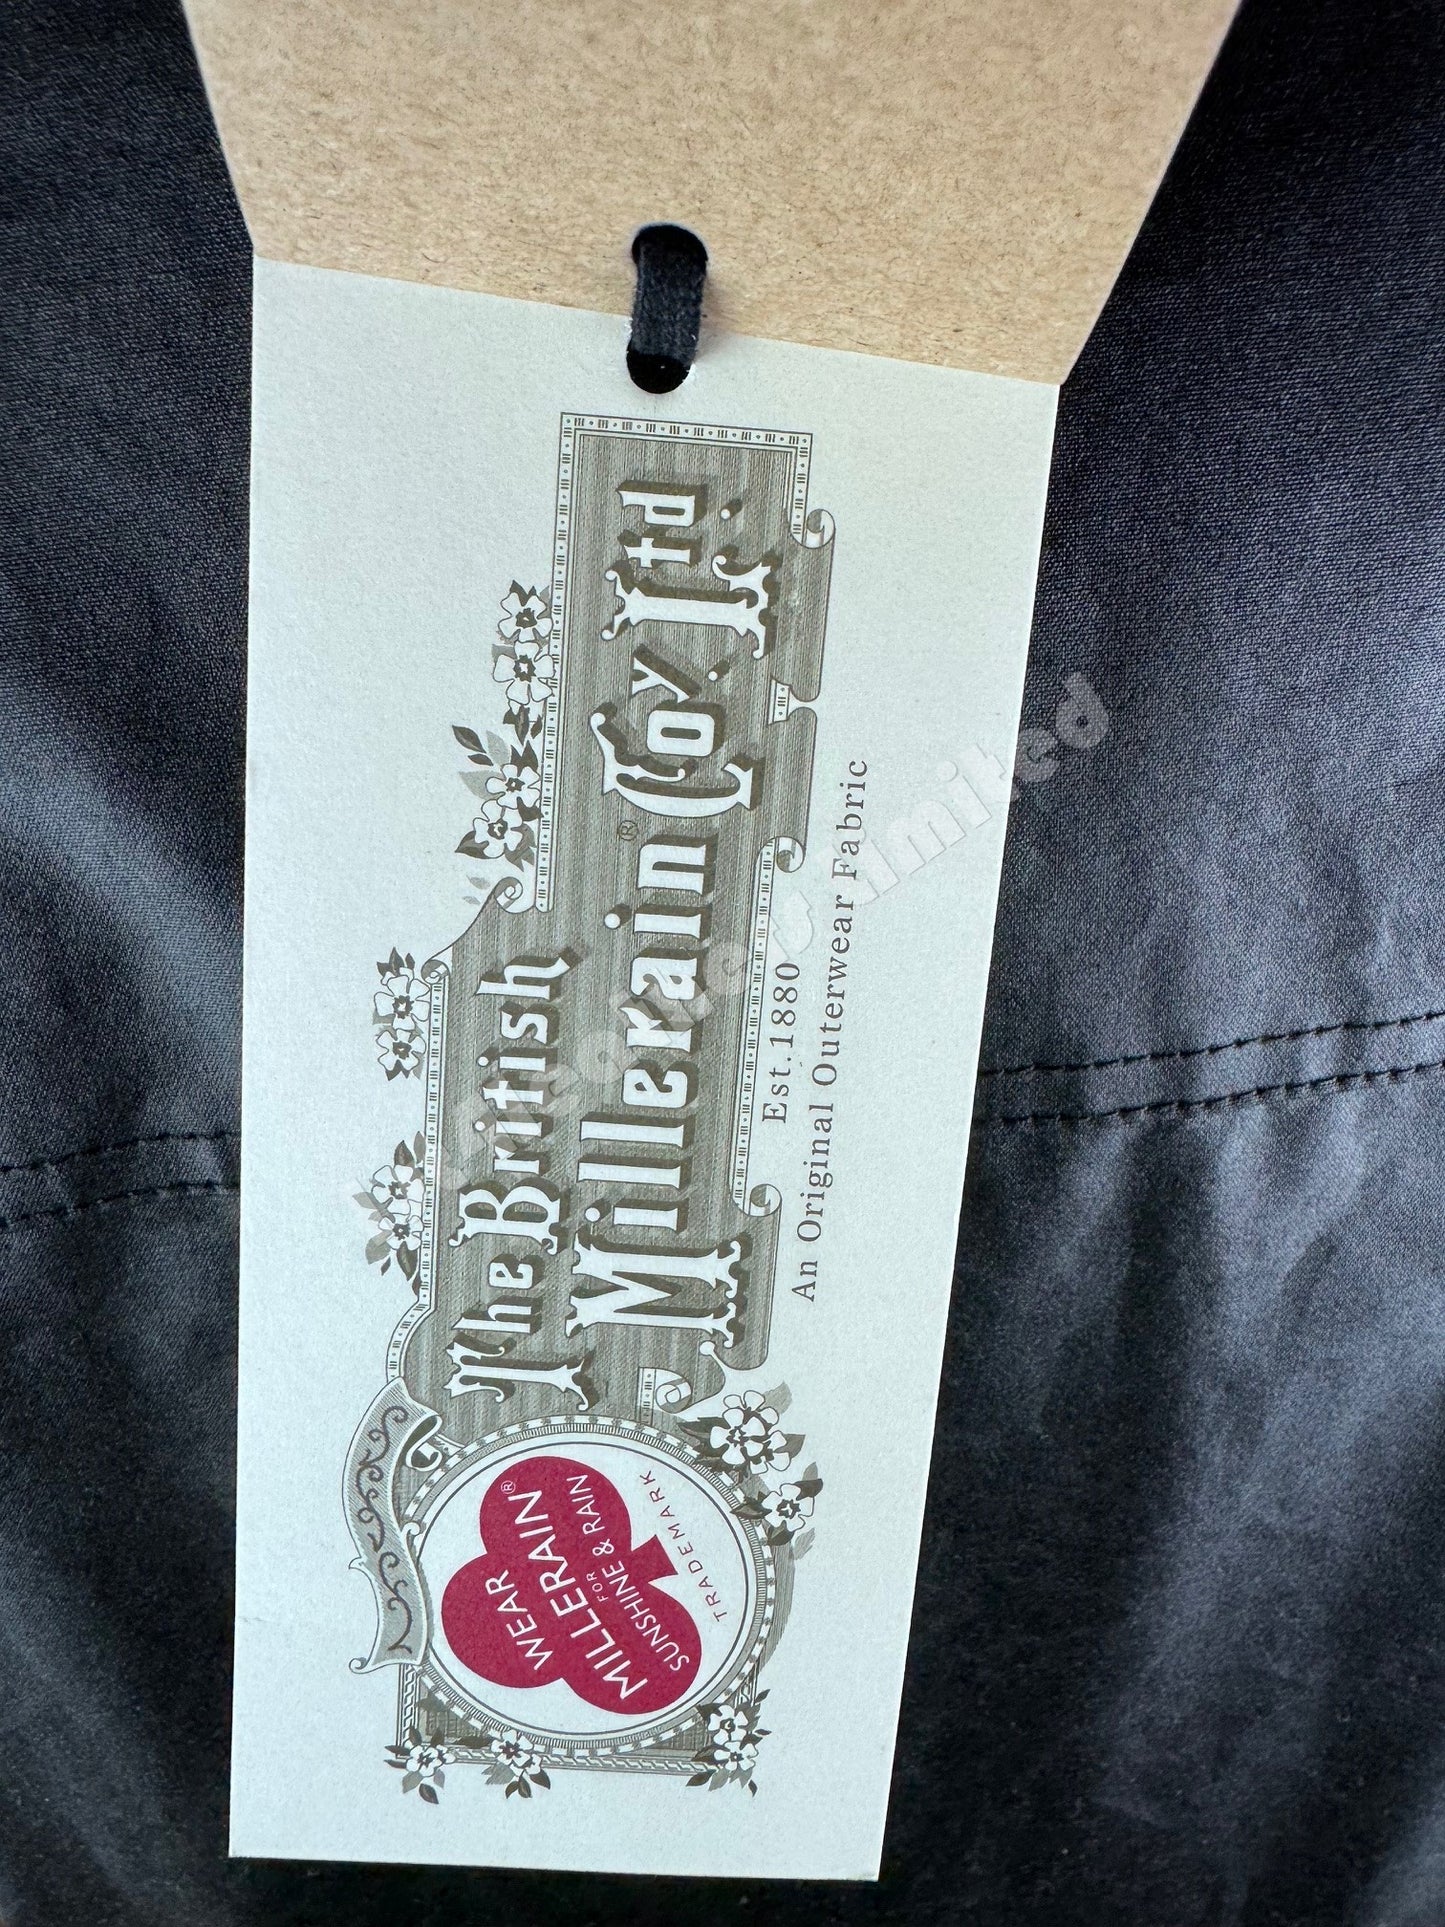 The British
Millerain® Coy. Ltd.
Est.1880
An Original Outerwear Fabric
WEAR
MILLERAIN®
FOR
SUNSHINE & RAIN
TRADEMARK